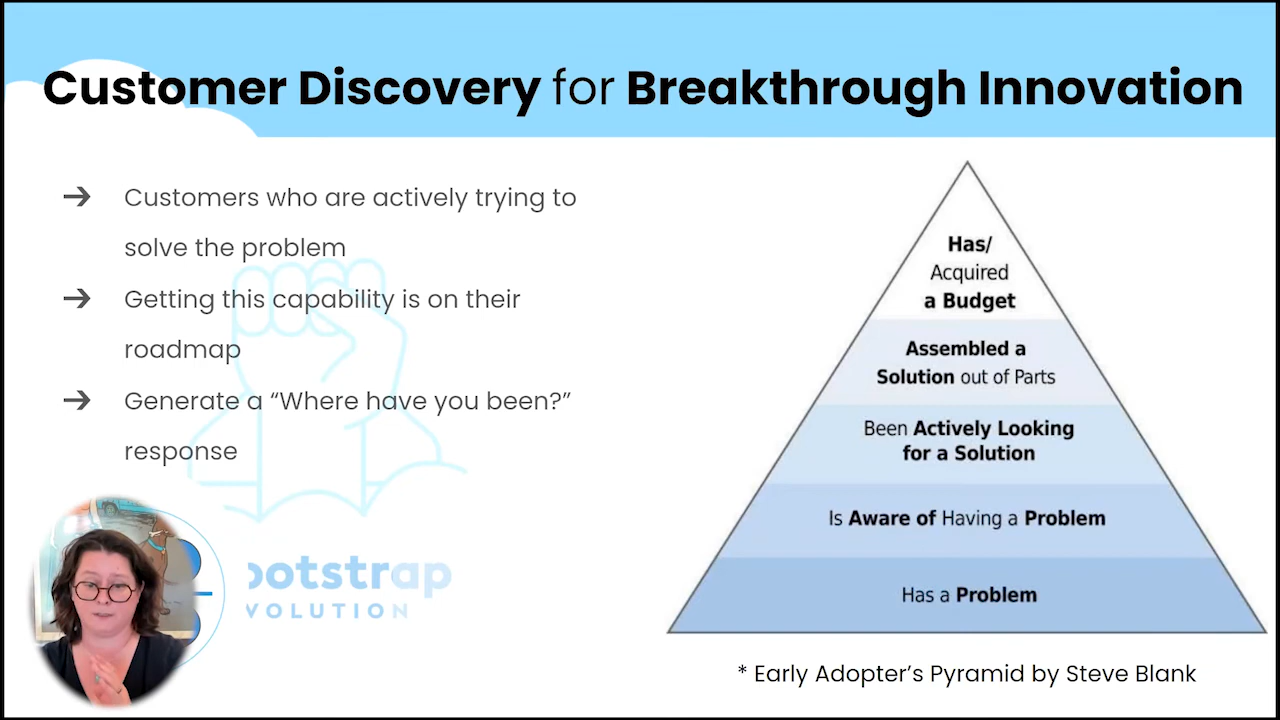 Customer Discovery for Breakthrough Innovation
→ Customers who are actively trying to
solve the problem
→ Getting this capability is on their
roadmap
→ Generate a “Where have you been?”
response
Has/
Acquired
a Budget
Assembled a
Solution out of Parts
Been Actively Looking
for a Solution
Is Aware of Having a Problem
Has a Problem
* Early Adopter’s Pyramid by Steve Blank
ootstrap
VOLUTION